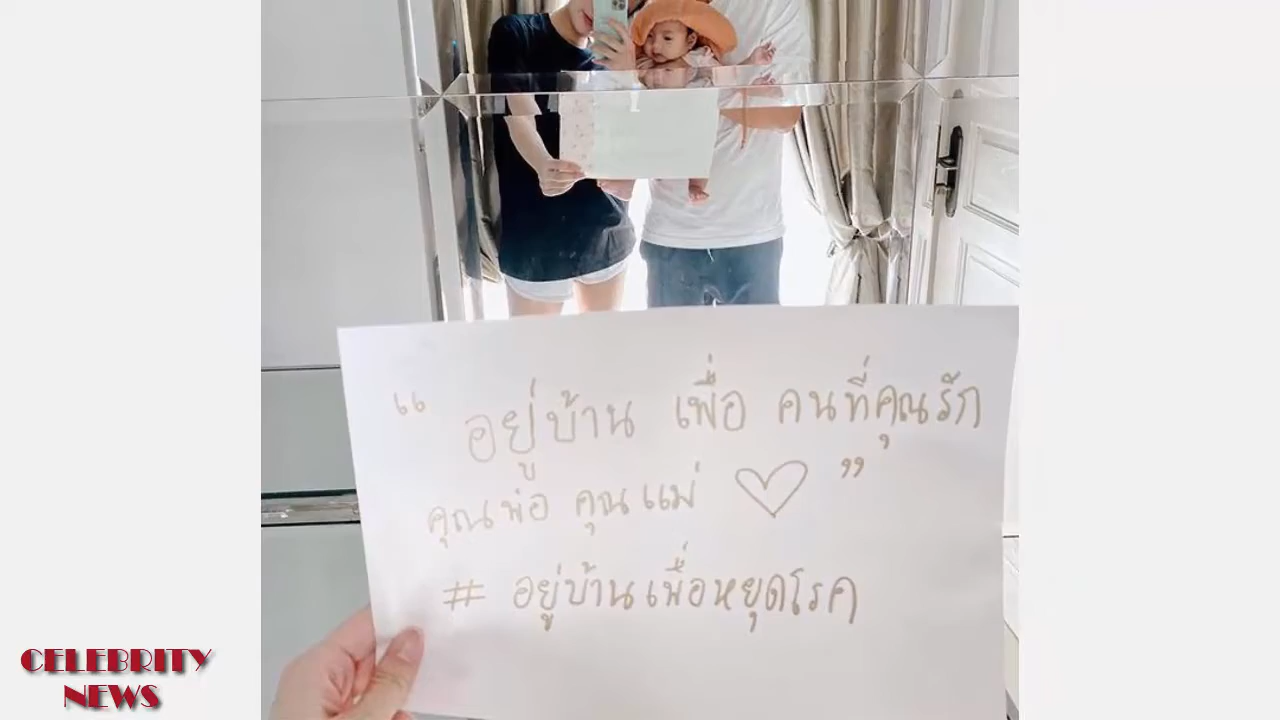 “ อยู่บ้าน เพื่อ คนที่คุณรัก
คุณพ่อ คุณแม่ ♡ ”
# อยู่บ้านเพื่อหยุดโรค
CELEBRITY
NEWS